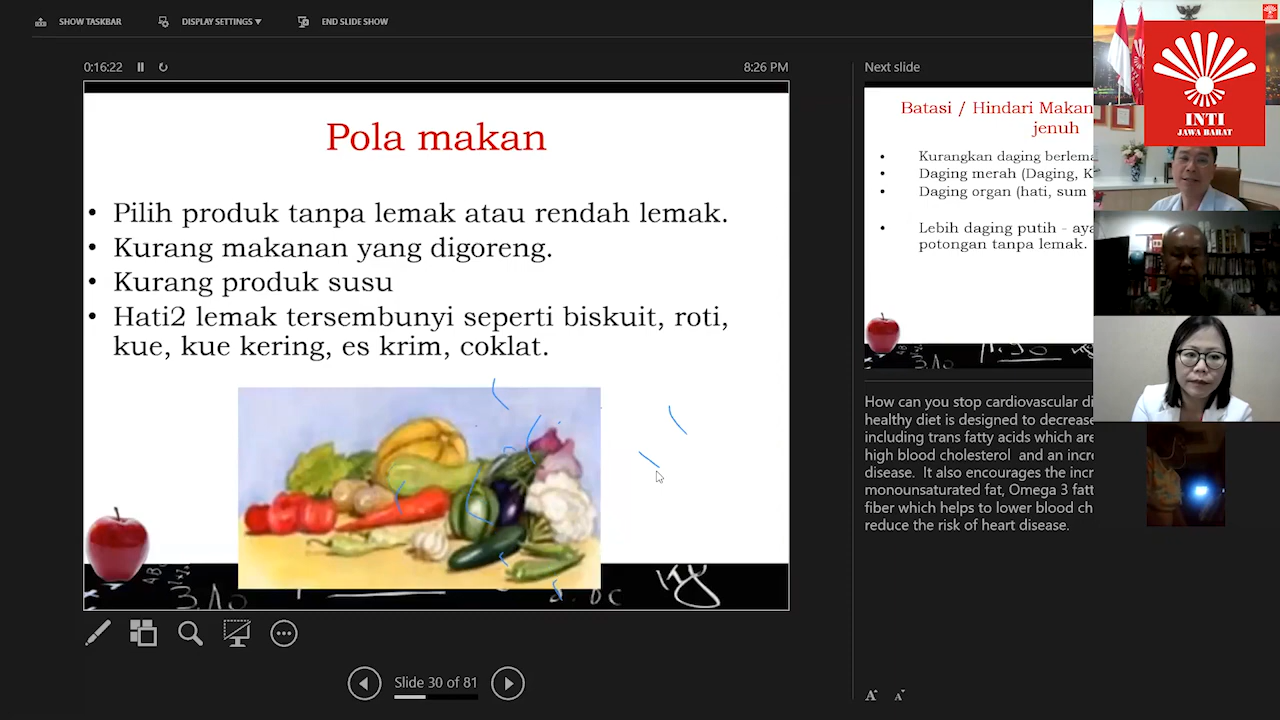 SHOW TASKBAR
DISPLAY SETTINGS
END SLIDE SHOW
0:16:22
8:26 PM
Pola makan
• Pilih produk tanpa lemak atau rendah lemak.
• Kurang makanan yang digoreng.
• Kurang produk susu
• Hati2 lemak tersembunyi seperti biskuit, roti,
kue, kue kering, es krim, coklat.
Slide 30 of 81
Next slide
Batasi / Hindari Makan
jenuh
• Kurangkan daging berlema
• Daging merah (Daging, K
• Daging organ (hati, sum
• Lebih daging putih - aya
potongan tanpa lemak.
How can you stop cardiovascular di
healthy diet is designed to decrease
including trans fatty acids which are
high blood cholesterol and an incre
disease. It also encourages the incr
monounsaturated fat, Omega 3 fatt
fiber which helps to lower blood ch
reduce the risk of heart disease.
A A
INTI
JAWA BARAT